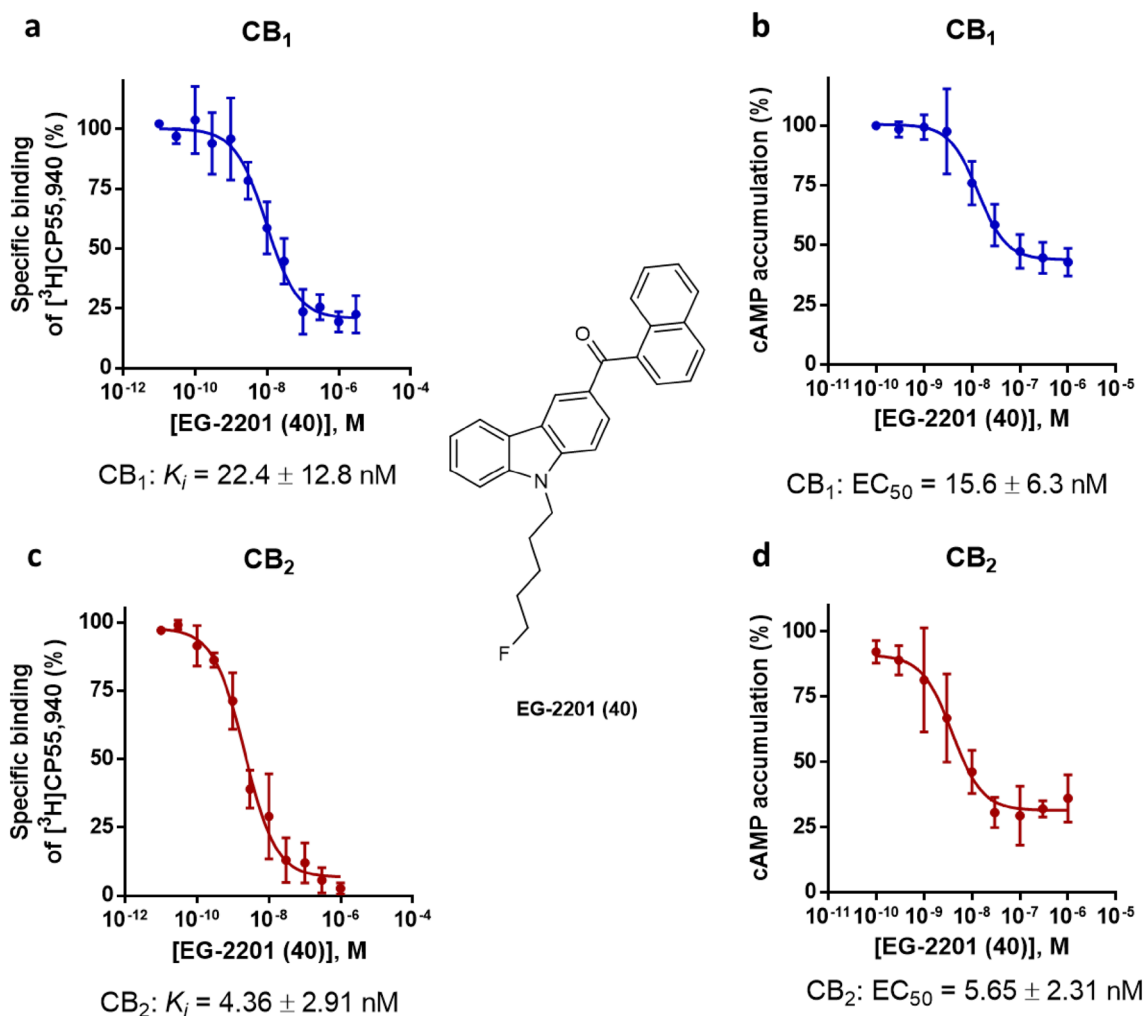 a
CB₁
Specific binding
of [³H]CP55,940 (%)
100
75
50
25
0
10⁻¹² 10⁻¹⁰ 10⁻⁸ 10⁻⁶ 10⁻⁴
[EG-2201 (40)], M
CB₁: Kᵢ = 22.4 ± 12.8 nM
b
CB₁
cAMP accumulation (%)
100
75
50
25
0
10⁻¹¹ 10⁻¹⁰ 10⁻⁹ 10⁻⁸ 10⁻⁷ 10⁻⁶ 10⁻⁵
[EG-2201 (40)], M
CB₁: EC₅₀ = 15.6 ± 6.3 nM
O
N
F
EG-2201 (40)
c
CB₂
Specific binding
of [³H]CP55,940 (%)
100
75
50
25
0
10⁻¹² 10⁻¹⁰ 10⁻⁸ 10⁻⁶ 10⁻⁴
[EG-2201 (40)], M
CB₂: Kᵢ = 4.36 ± 2.91 nM
d
CB₂
cAMP accumulation (%)
100
75
50
25
0
10⁻¹¹ 10⁻¹⁰ 10⁻⁹ 10⁻⁸ 10⁻⁷ 10⁻⁶ 10⁻⁵
[EG-2201 (40)], M
CB₂: EC₅₀ = 5.65 ± 2.31 nM